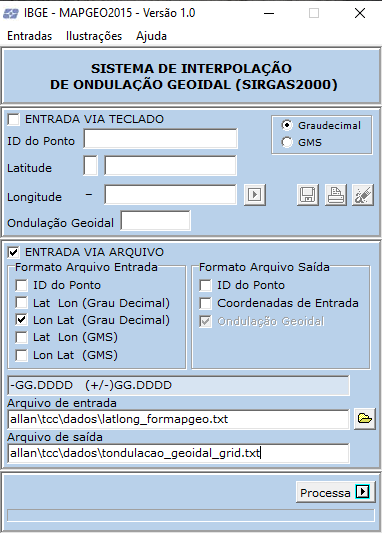 IBGE - MAPGEO2015 - Versão 1.0
Entradas Ilustrações Ajuda
SISTEMA DE INTERPOLAÇÃO
DE ONDULAÇÃO GEOIDAL (SIRGAS2000)
ENTRADA VIA TECLADO
ID do Ponto
Graudecimal
GMS
Latitude
Longitude -
Ondulação Geoidal
ENTRADA VIA ARQUIVO
Formato Arquivo Entrada
ID do Ponto
Lat Lon (Grau Decimal)
Lon Lat (Grau Decimal)
Lat Lon (GMS)
Lon Lat (GMS)
Formato Arquivo Saída
ID do Ponto
Coordenadas de Entrada
Ondulação Geoidal
-GG.DDDD (+/-)GG.DDDD
Arquivo de entrada
allan\tcc\dados\latlong_formapgeo.txt
Arquivo de saída
allan\tcc\dados\tondulacao_geoidal_grid.txt
Processa